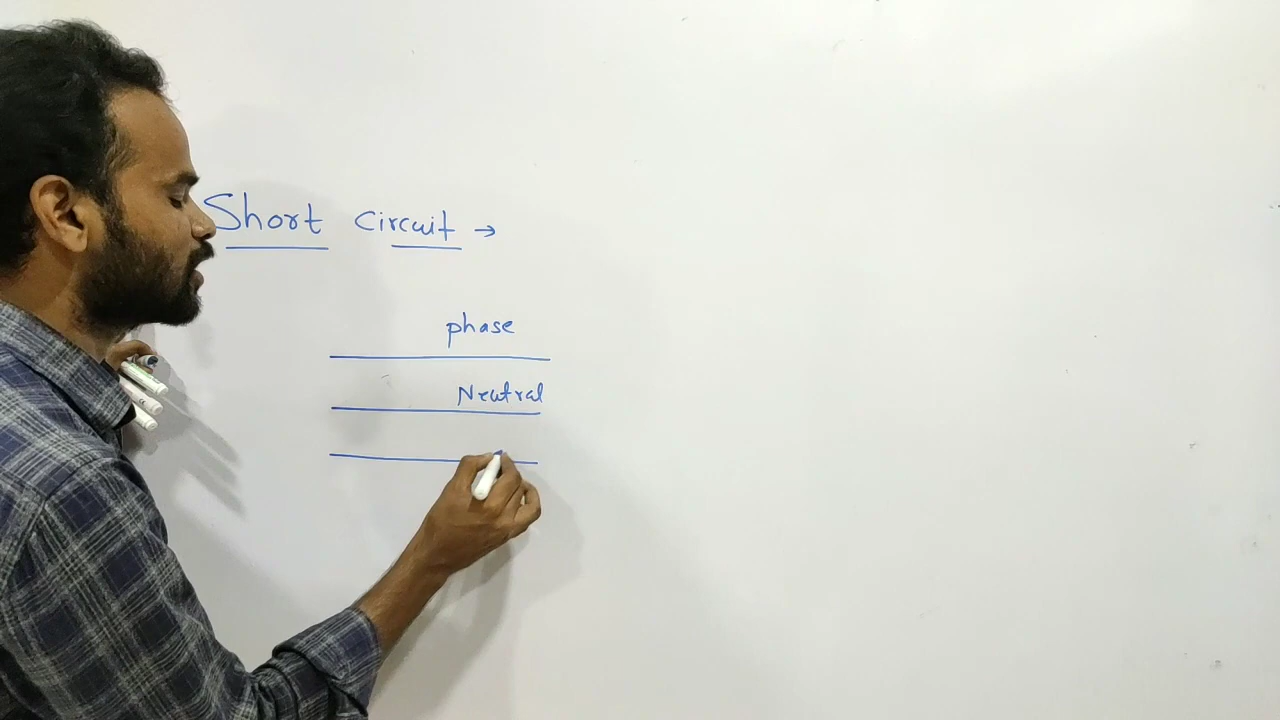 Short Circuit →
phase
Neutral